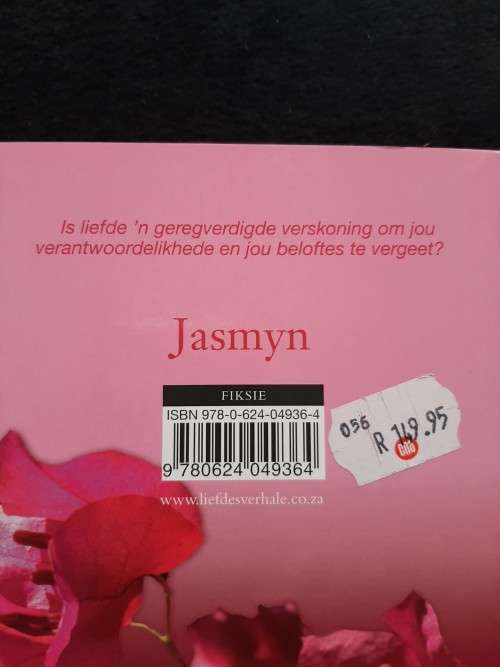 Is liefde 'n geregverdigde verskoning om jou
verantwoordelikhede en jou beloftes te vergeet?
Jasmyn
FIKSIE
ISBN 978-0-624-04936-4
9 780624 049364
056
R 149.95
CNA
www.liefdesverhale.co.za